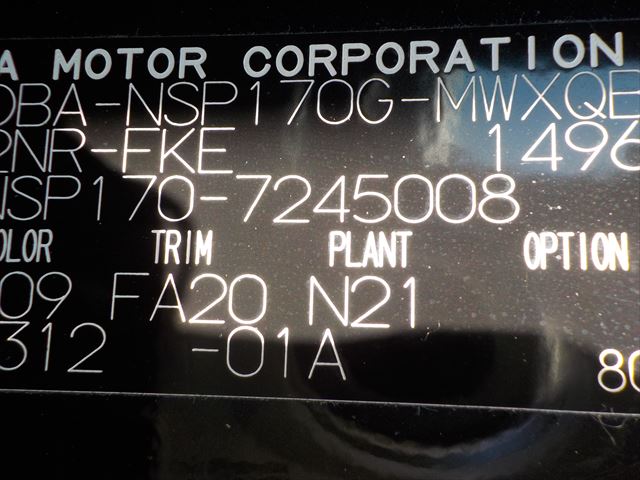 A MOTOR CORPORATION
DBA-NSP170G-MWXQB
2NR-FKE 1496
NSP170-7245008
COLOR TRIM PLANT OPTION
09 FA20 N21
312 -01A
80